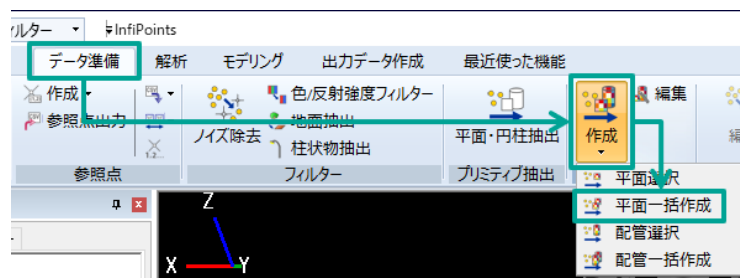 ィルター InfiPoints
データ準備 解析 モデリング 出力データ作成 最近使った機能
作成 色/反射強度フィルター 編集
参照点出力 ノイズ除去 地面抽出 平面・円柱抽出 作成
1,2... 柱状物抽出
参照点 フィルター プリミティブ抽出
平面選択
平面一括作成
配管選択
配管一括作成
Z
X Y